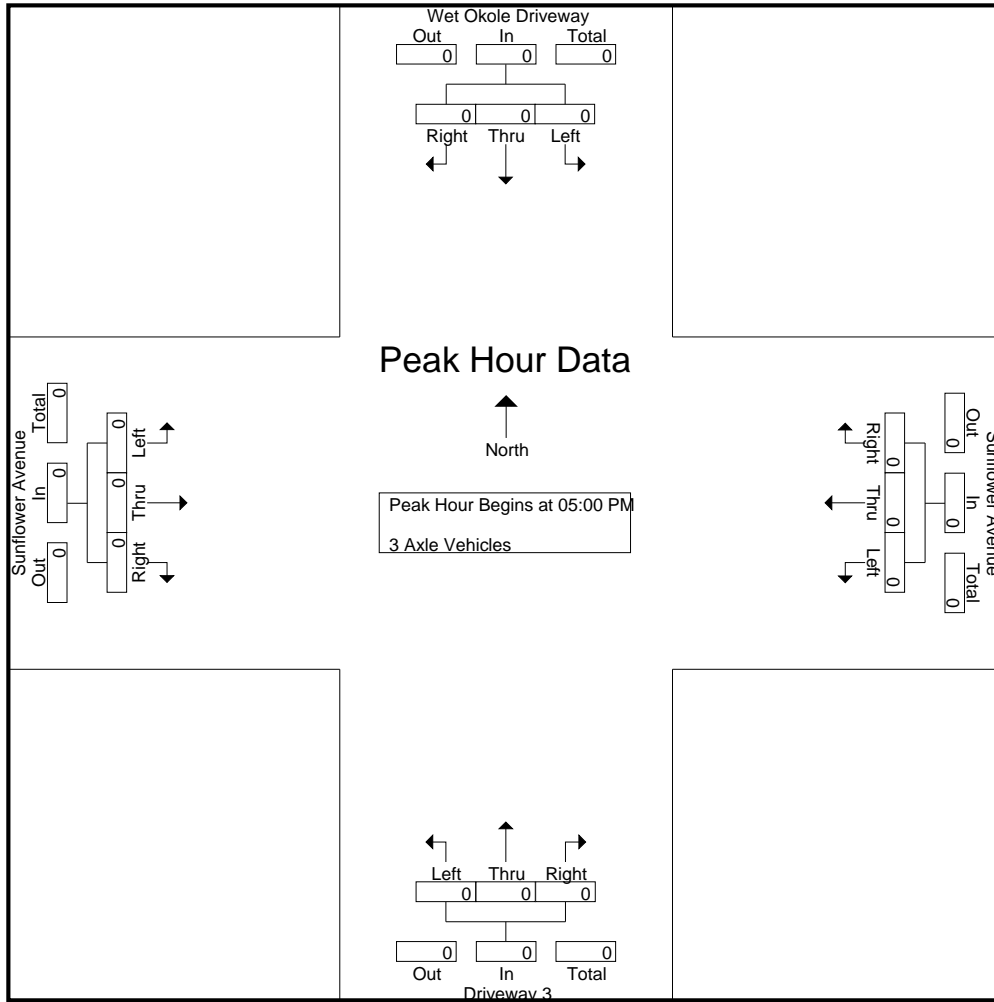 Wet Okole Driveway
Out In Total
0 0 0
0 0 0
Right Thru Left
Peak Hour Data
North
Peak Hour Begins at 05:00 PM
3 Axle Vehicles
Sunflower Avenue
Out In Total
0 0 0
0 0 0
Right Thru Left
Sunflower Avenue
Total In Out
0 0 0
0 0 0
Left Thru Right
Left Thru Right
0 0 0
0 0 0
Out In Total
Driveway 3